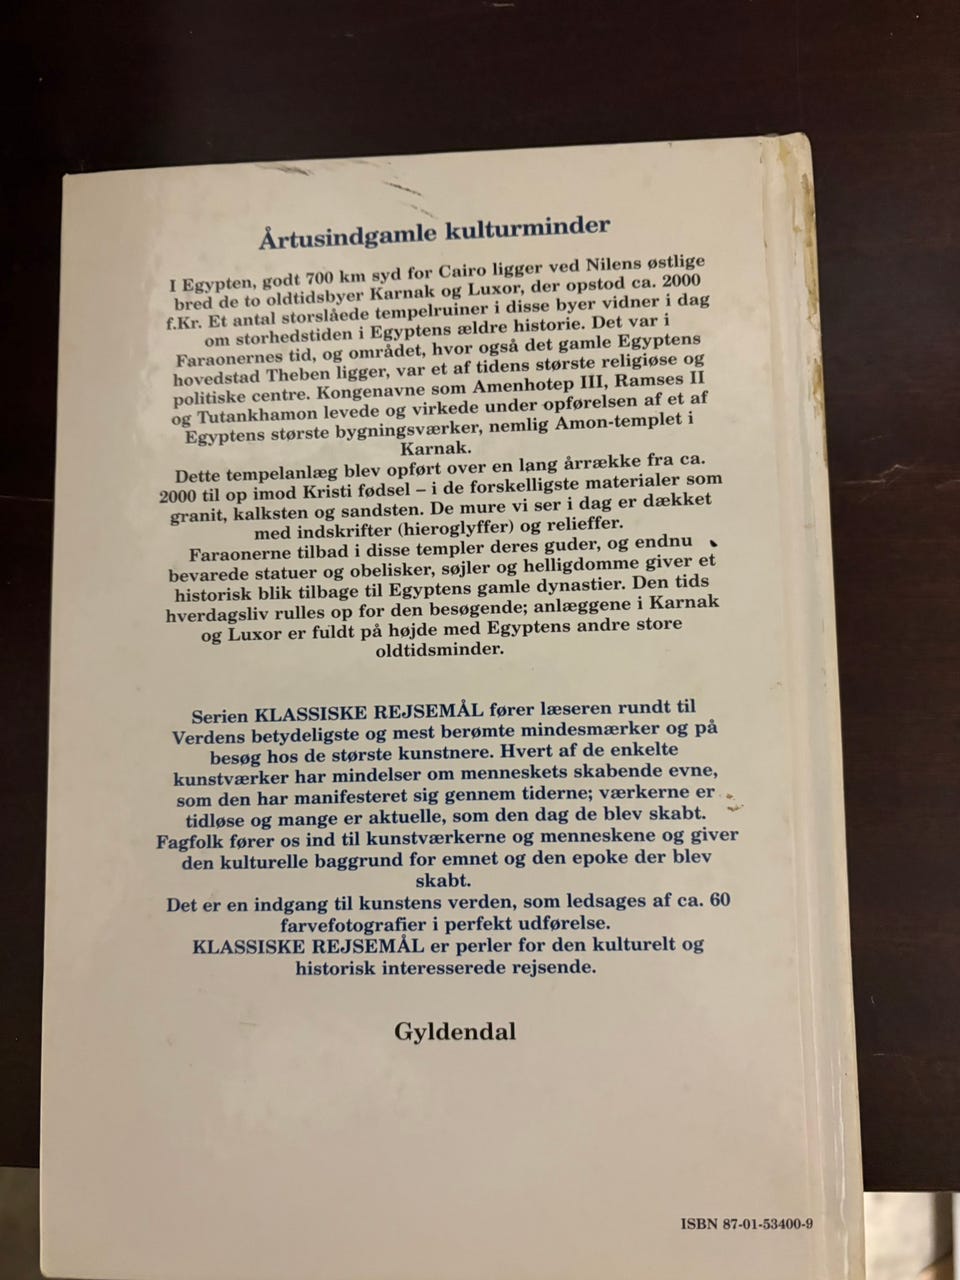 Årtusindgamle kulturminder
I Egypten, godt 700 km syd for Cairo ligger ved Nilens østlige
bred de to oldtidsbyer Karnak og Luxor, der opstod ca. 2000
f.Kr. Et antal storslåede tempelruiner i disse byer vidner i dag
om storhedstiden i Egyptens ældre historie. Det var i
Faraonernes tid, og området, hvor også det gamle Egyptens
hovedstad Theben ligger, var et af tidens største religiøse og
politiske centre. Kongenavne som Amenhotep III, Ramses II
og Tutankhamon levede og virkede under opførelsen af et af
Egyptens største bygningsværker, nemlig Amon-templet i
Karnak.
Dette tempelanlæg blev opført over en lang årrække fra ca.
2000 til op imod Kristi fødsel – i de forskelligste materialer som
granit, kalksten og sandsten. De mure vi ser i dag er dækket
med indskrifter (hieroglyffer) og relieffer.
Faraonerne tilbad i disse templer deres guder, og endnu
bevarede statuer og obelisker, søjler og helligdomme giver et
historisk blik tilbage til Egyptens gamle dynastier. Den tids
hverdagsliv rulles op for den besøgende; anlæggene i Karnak
og Luxor er fuldt på højde med Egyptens andre store
oldtidsminder.
Serien KLASSISKE REJSEMÅL fører læseren rundt til
Verdens betydeligste og mest berømte mindesmærker og på
besøg hos de største kunstnere. Hvert af de enkelte
kunstværker har mindelser om menneskets skabende evne,
som den har manifesteret sig gennem tiderne; værkerne er
tidløse og mange er aktuelle, som den dag de blev skabt.
Fagfolk fører os ind til kunstværkerne og menneskene og giver
den kulturelle baggrund for emnet og den epoke der blev
skabt.
Det er en indgang til kunstens verden, som ledsages af ca. 60
farvefotografier i perfekt udførelse.
KLASSISKE REJSEMÅL er perler for den kulturelt og
historisk interesserede rejsende.
Gyldendal
ISBN 87-01-53400-9